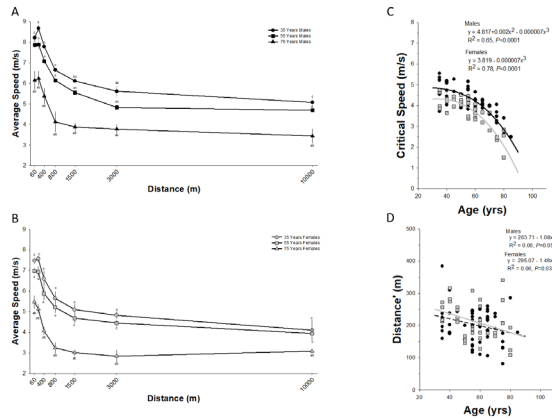 A
35 Years Males
55 Years Males
75 Years Males
Average Speed (m/s)
9
8
7
6
5
4
3
2
60
400
800
1500
3000
10000
Distance (m)
B
35 Years Females
55 Years Females
75 Years Females
Average Speed (m/s)
9
8
7
6
5
4
3
2
60
400
800
1500
3000
10000
Distance (m)
C
Males
y = 4.817+0.002x² - 0.000007x³
R² = 0.65, P<0.0001
Females
y = 3.819 - 0.000007x³
R² = 0.78, P<0.0001
Critical Speed (m/s)
9
8
7
6
5
4
3
2
1
0
20
40
60
80
100
Age (yrs)
D
Males
y = 263.71 - 1.08x
R² = 0.06, P=0.05
Females
y = 295.07 - 1.48x
R² = 0.06, P=0.03
Distance' (m)
500
400
300
200
100
0
20
40
60
80
100
Age (yrs)